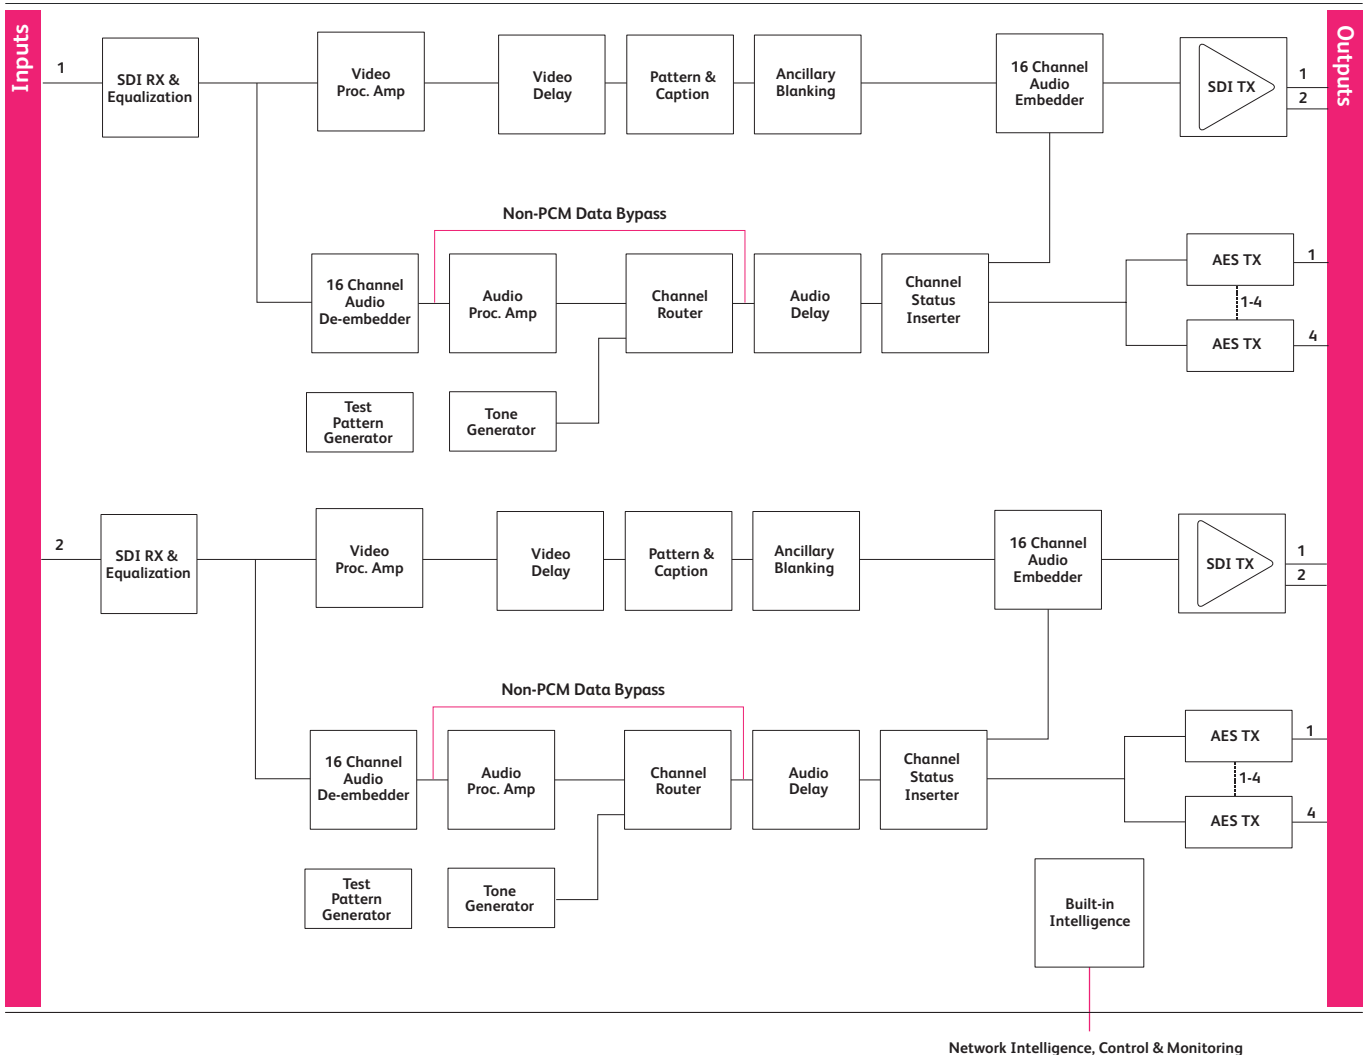 Inputs
Outputs
1
SDI RX &
Equalization
Video
Proc. Amp
Video
Delay
Pattern &
Caption
Ancillary
Blanking
16 Channel
Audio
Embedder
SDI TX
1
2
Non-PCM Data Bypass
16 Channel
Audio
De-embedder
Audio
Proc. Amp
Channel
Router
Audio
Delay
Channel
Status
Inserter
AES TX
1
1-4
AES TX
4
Test
Pattern
Generator
Tone
Generator
2
SDI RX &
Equalization
Video
Proc. Amp
Video
Delay
Pattern &
Caption
Ancillary
Blanking
16 Channel
Audio
Embedder
SDI TX
1
2
Non-PCM Data Bypass
16 Channel
Audio
De-embedder
Audio
Proc. Amp
Channel
Router
Audio
Delay
Channel
Status
Inserter
AES TX
1
1-4
AES TX
4
Test
Pattern
Generator
Tone
Generator
Built-in
Intelligence
Network Intelligence, Control & Monitoring